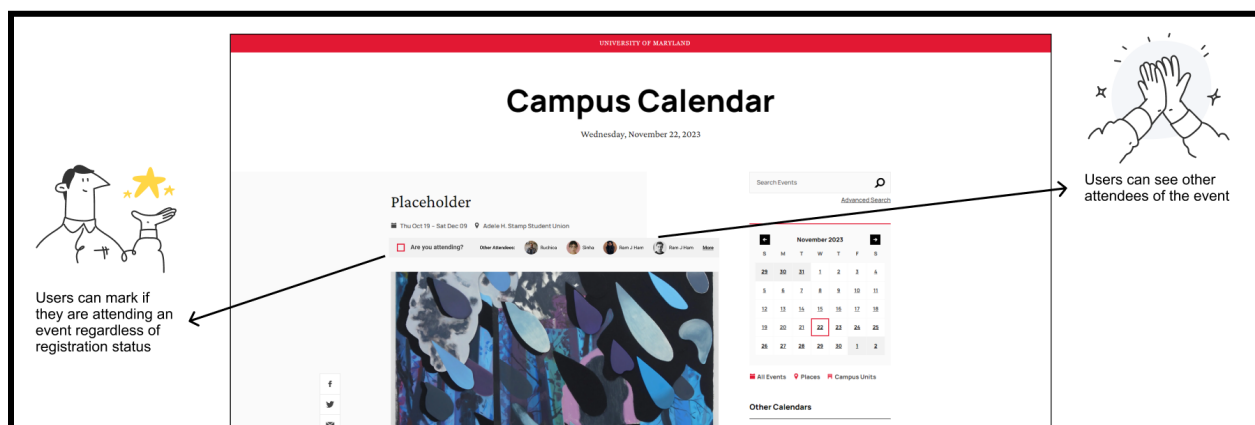 UNIVERSITY OF MARYLAND
Campus Calendar
Wednesday, November 22, 2023
Users can mark if
they are attending an
event regardless of
registration status
Placeholder
Thu Oct 19 - Sat Dec 09 Adele H. Stamp Student Union
Are you attending? Other Attendees: Ruchica Sinha Ram J Ham Ram J Ham More
Search Events
Advanced Search
November 2023
S M T W T F S
29 30 31 1 2 3 4
5 6 7 8 9 10 11
12 13 14 15 16 17 18
19 20 21 22 23 24 25
26 27 28 29 30 1 2
All Events Places Campus Units
Other Calendars
Users can see other
attendees of the event